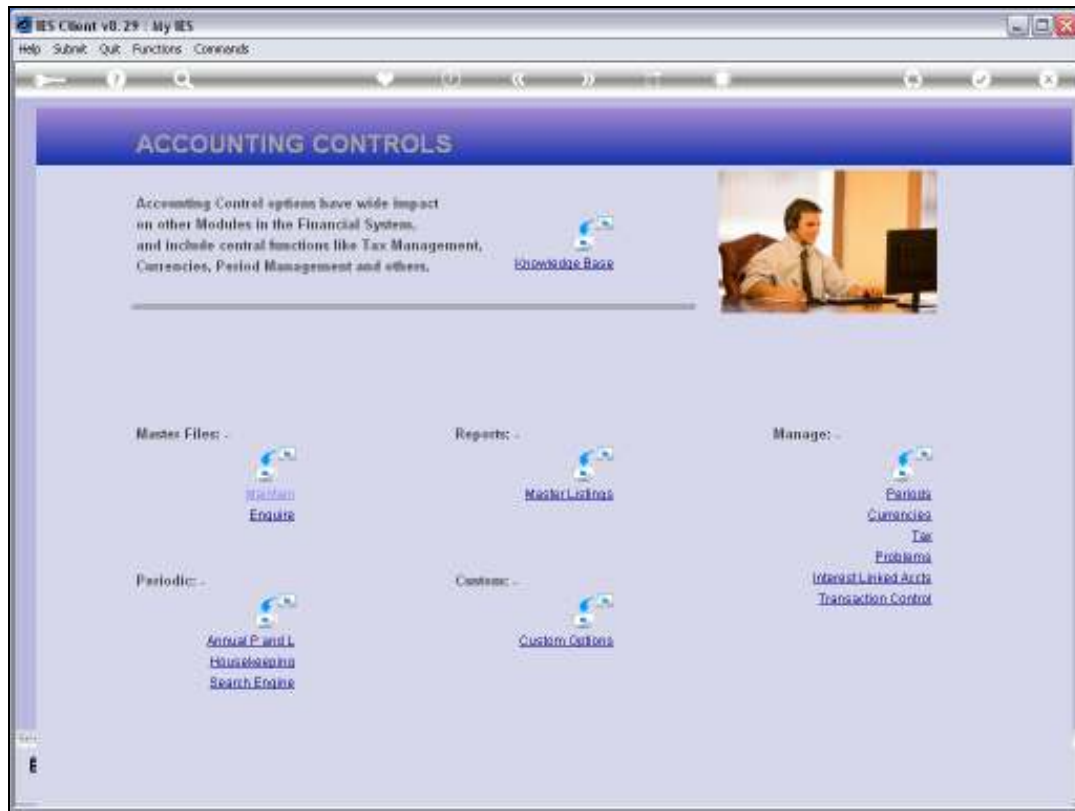 IES Client v8.29 : My IES
Help Submit Quit Functions Commands
ACCOUNTING CONTROLS
Accounting Control options have wide impact
on other Modules in the Financial System,
and include central functions like Tax Management,
Currencies, Period Management and others.
Knowledge Base
Master Files: -
Maintain
Enquire
Reports: -
Master Listings
Manage: -
Periods
Currencies
Tax
Problems
Interest Linked Accts
Transaction Control
Periodic: -
Annual P and L
Housekeeping
Search Engine
Custom: -
Custom Options